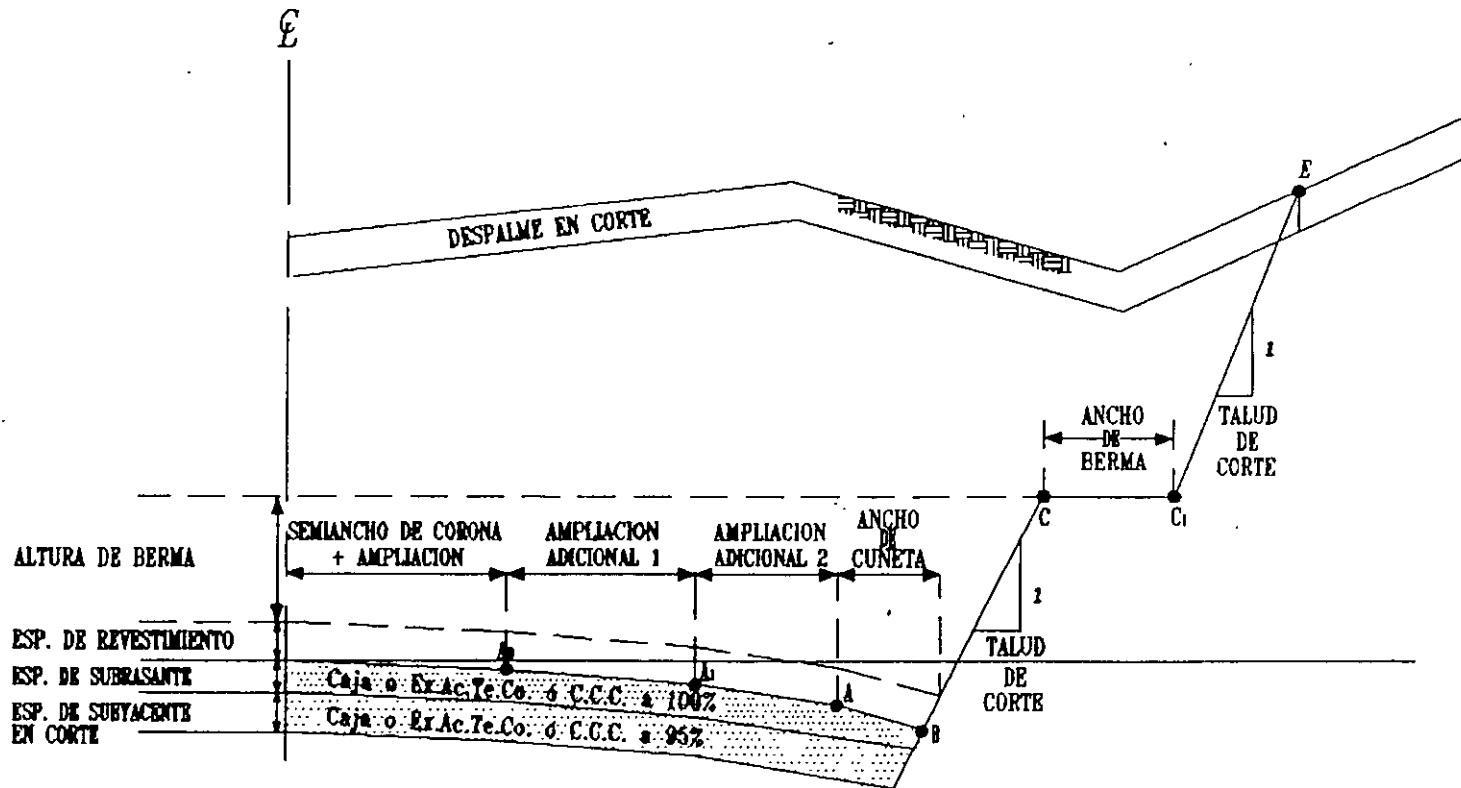 CL
E
DESPALME EN CORTE
1
ANCHO
DE
BERMA
TALUD
DE
CORTE
C
C1
SEMIANCHO DE CORONA
+ AMPLIACION
AMPLIACION
ADICIONAL 1
AMPLIACION
ADICIONAL 2
ANCHO
DE
CUNETA
ALTURA DE BERMA
1
ESP. DE REVESTIMIENTO
TALUD
DE
CORTE
ESP. DE SUBRASANTE
A1
A
Caja o Ex.Ac.Te.Co. ó C.C.C. a 100%
ESP. DE SUBYACENTE
EN CORTE
Caja o Ex.Ac.Te.Co. ó C.C.C. a 95%
B